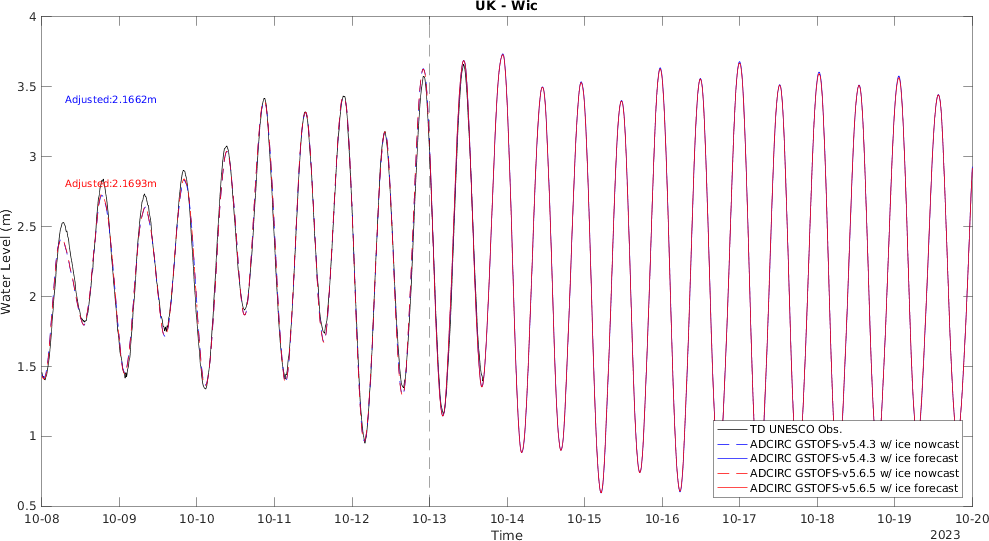 UK - Wic
4
3.5
3
2.5
2
1.5
1
0.5
Water Level (m)
Adjusted:2.1662m
Adjusted:2.1693m
TD UNESCO Obs.
ADCIRC GSTOFS-v5.4.3 w/ ice nowcast
ADCIRC GSTOFS-v5.4.3 w/ ice forecast
ADCIRC GSTOFS-v5.6.5 w/ ice nowcast
ADCIRC GSTOFS-v5.6.5 w/ ice forecast
10-08 10-09 10-10 10-11 10-12 10-13 10-14 10-15 10-16 10-17 10-18 10-19 10-20
Time
2023